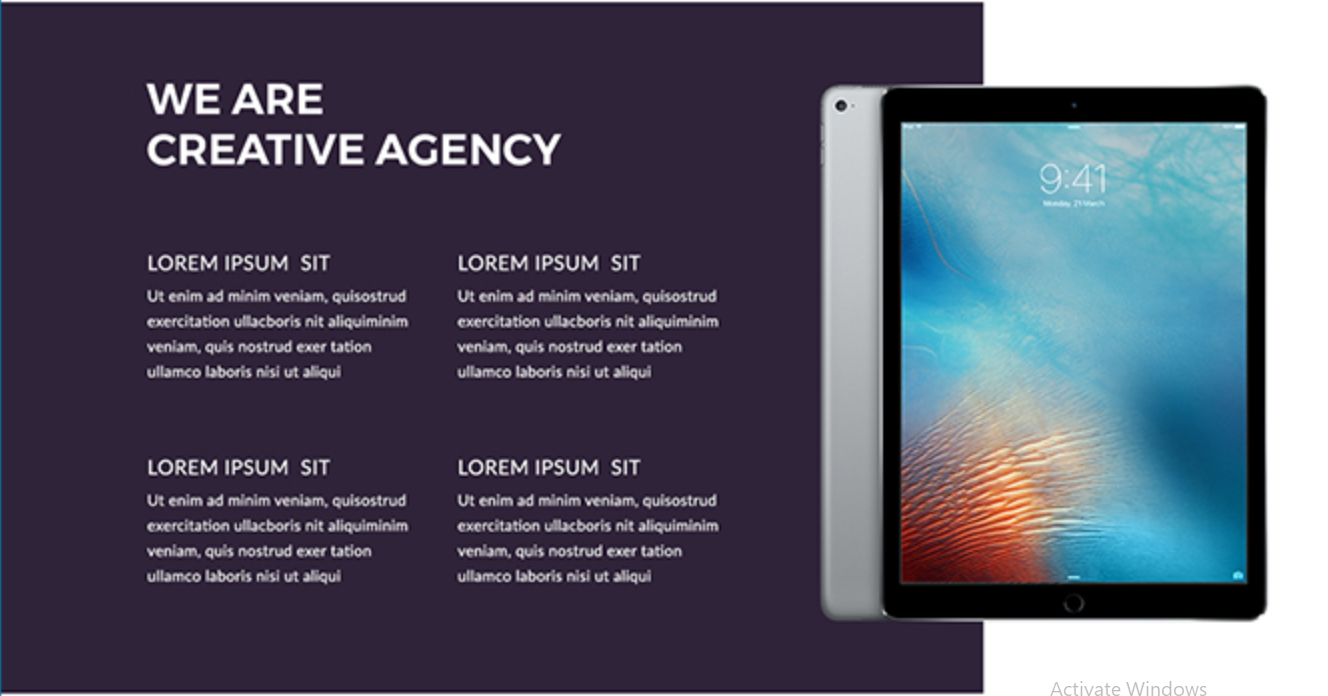 WE ARE
CREATIVE AGENCY
LOREM IPSUM  SIT
Ut enim ad minim veniam, quisostrud
exercitation ullacboris nit aliquiminim
veniam, quis nostrud exer tation
ullamco laboris nisi ut aliqui
LOREM IPSUM  SIT
Ut enim ad minim veniam, quisostrud
exercitation ullacboris nit aliquiminim
veniam, quis nostrud exer tation
ullamco laboris nisi ut aliqui
LOREM IPSUM  SIT
Ut enim ad minim veniam, quisostrud
exercitation ullacboris nit aliquiminim
veniam, quis nostrud exer tation
ullamco laboris nisi ut aliqui
LOREM IPSUM  SIT
Ut enim ad minim veniam, quisostrud
exercitation ullacboris nit aliquiminim
veniam, quis nostrud exer tation
ullamco laboris nisi ut aliqui
9:41
Monday, 21 March
Activate Windows